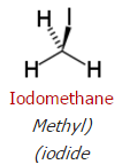 H I
H H
Iodomethane
Methyl)
(iodide